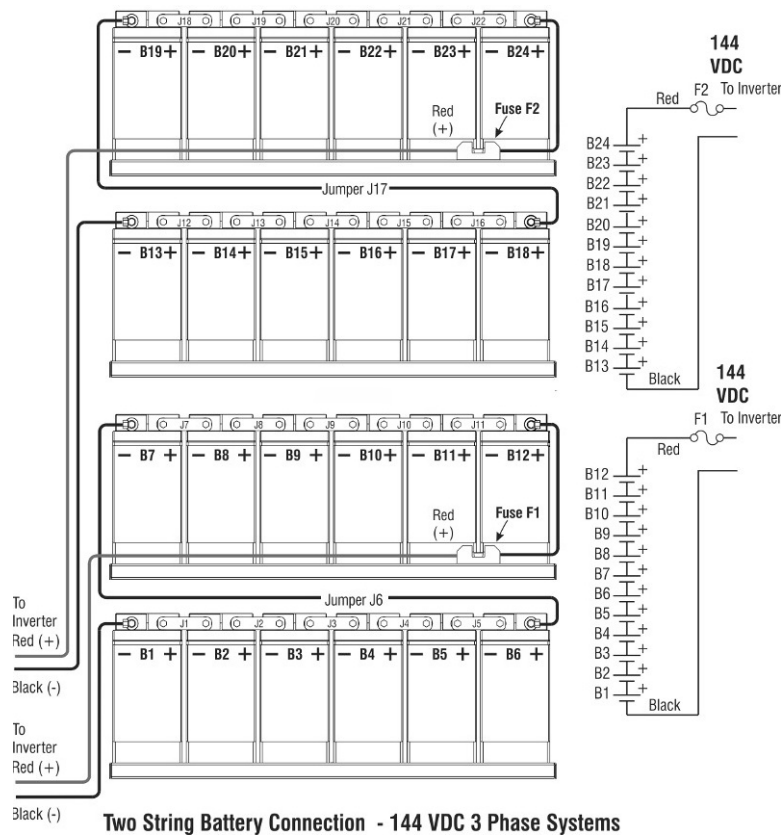 J18 J19 J20 J21 J22
− B19 + − B20 + − B21 + − B22 + − B23 + − B24 +
Red
(+)
Fuse F2
Jumper J17
J12 J13 J14 J15 J16
− B13 + − B14 + − B15 + − B16 + − B17 + − B18 +
J7 J8 J9 J10 J11
− B7 + − B8 + − B9 + − B10 + − B11 + − B12 +
Red
(+)
Fuse F1
Jumper J6
J1 J2 J3 J4 J5
− B1 + − B2 + − B3 + − B4 + − B5 + − B6 +
To
Inverter
Red (+)
Black (-)
To
Inverter
Red (+)
Black (-)
144
VDC
Red F2 To Inverter
B24 +
B23 +
B22 +
B21 +
B20 +
B19 +
B18 +
B17 +
B16 +
B15 +
B14 +
B13 +
Black
144
VDC
F1 To Inverter
Red
B12 +
B11 +
B10 +
B9 +
B8 +
B7 +
B6 +
B5 +
B4 +
B3 +
B2 +
B1 +
Black
Two String Battery Connection - 144 VDC 3 Phase Systems